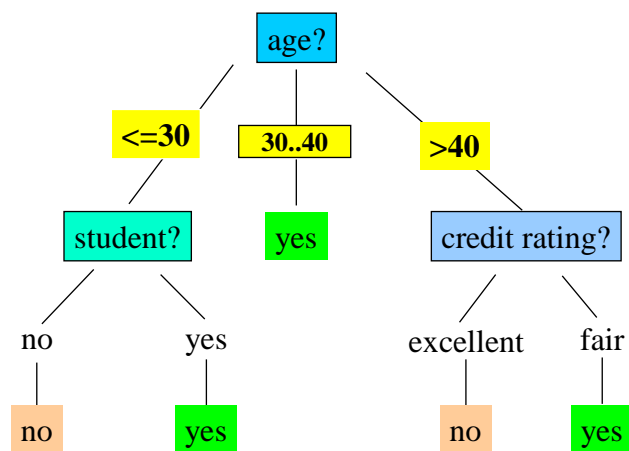 age?
<=30
30..40
>40
student?
yes
credit rating?
no
yes
excellent
fair
no
yes
no
yes